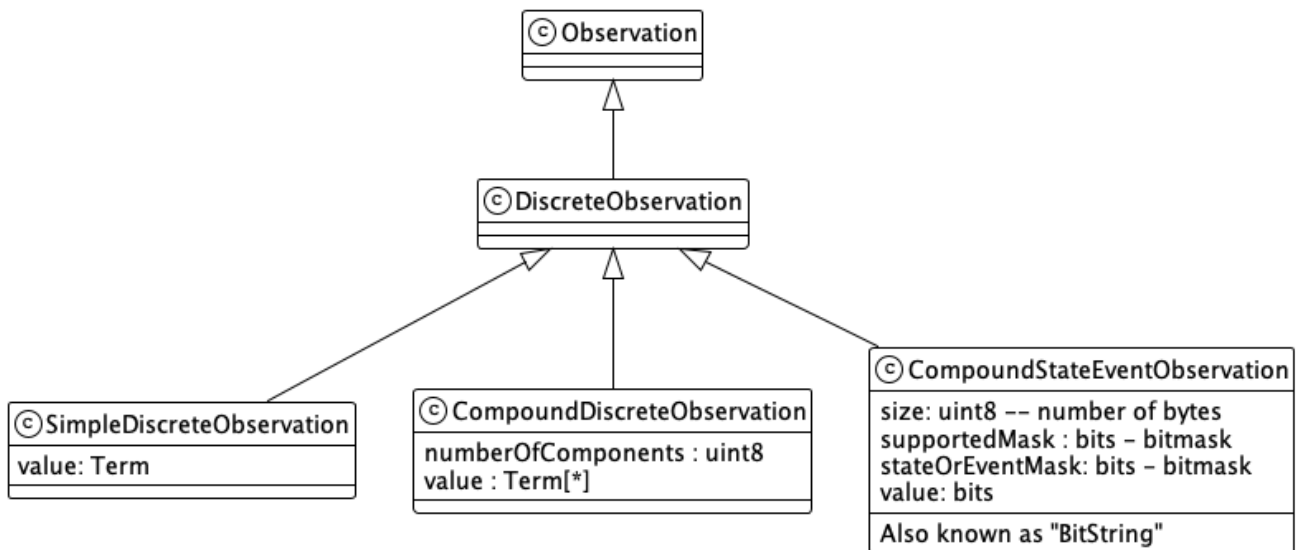 C Observation
C DiscreteObservation
C SimpleDiscreteObservation
value: Term
C CompoundDiscreteObservation
numberOfComponents : uint8
value : Term[*]
C CompoundStateEventObservation
size: uint8 -- number of bytes
supportedMask : bits – bitmask
stateOrEventMask: bits – bitmask
value: bits
Also known as "BitString"